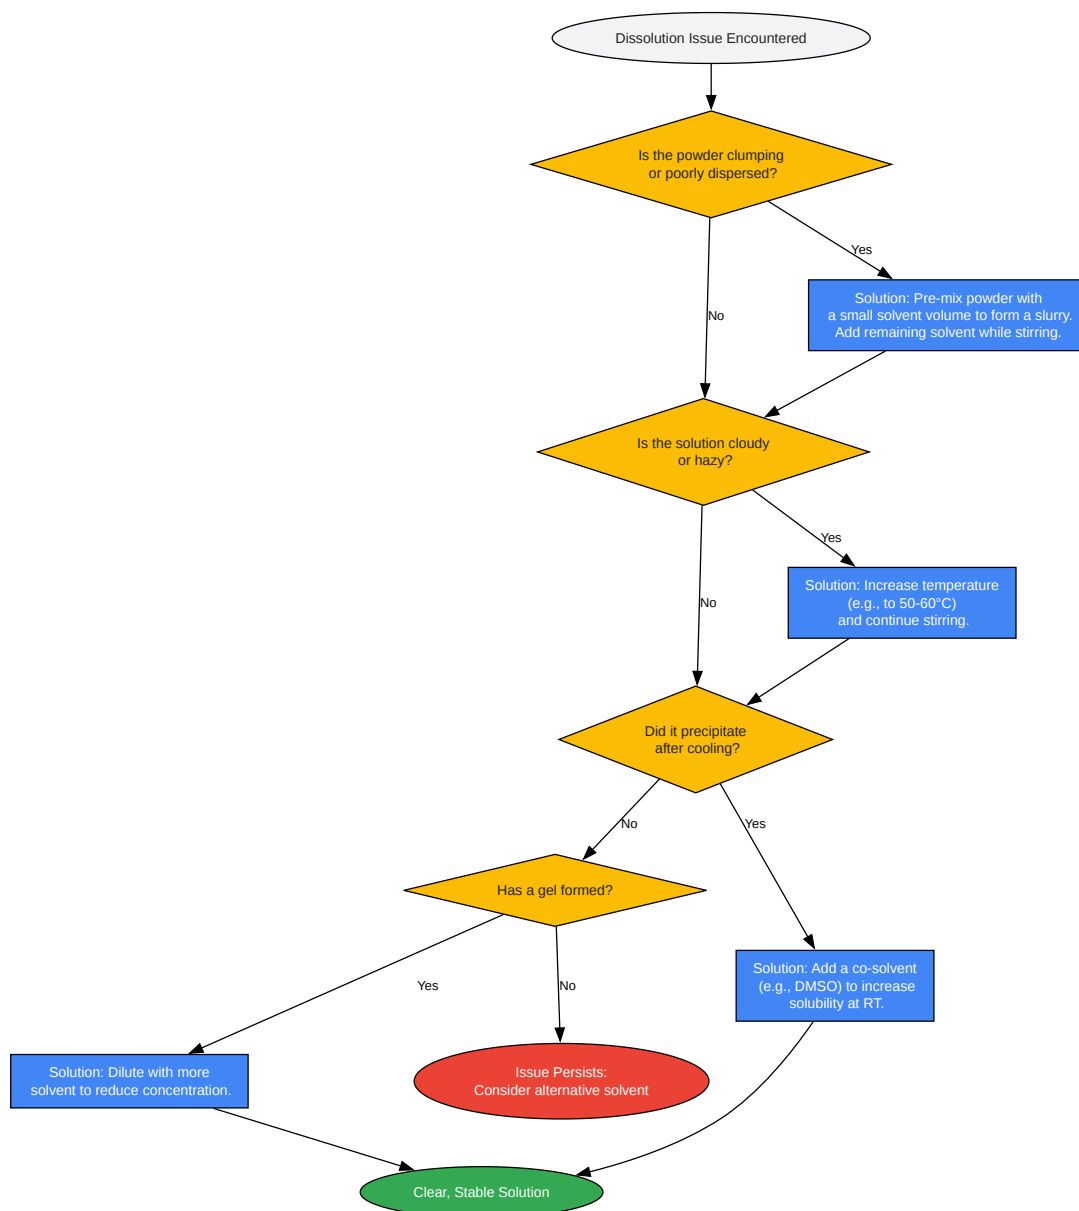 Dissolution Issue Encountered
Is the powder clumping
or poorly dispersed?
Yes
Solution: Pre-mix powder with
a small solvent volume to form a slurry.
Add remaining solvent while stirring.
No
Is the solution cloudy
or hazy?
Yes
Solution: Increase temperature
(e.g., to 50-60°C)
and continue stirring.
No
Did it precipitate
after cooling?
No
Yes
Has a gel formed?
Solution: Add a co-solvent
(e.g., DMSO) to increase
solubility at RT.
Yes
No
Solution: Dilute with more
solvent to reduce concentration.
Issue Persists:
Consider alternative solvent
Clear, Stable Solution